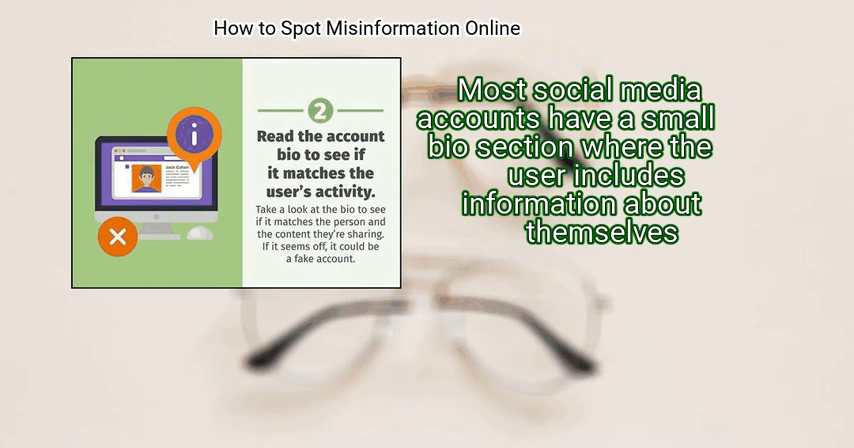 How to Spot Misinformation Online
2
Read the account
bio to see if
it matches the
user's activity.
Take a look at the bio to see
if it matches the person and
the content they're sharing.
If it seems off, it could be
a fake account.
Jack Cohan
Most social media
accounts have a small
bio section where the
user includes
information about
themselves